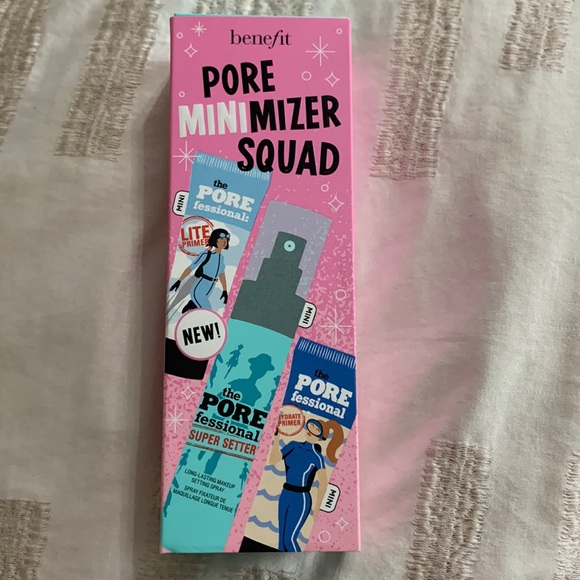 benefit
PORE
MINIMIZER
SQUAD
MINI
the
PORE
fessional:
LITE
PRIMER
NEW!
MINI
the
PORE
fessional
SUPER SETTER
LONG-LASTING MAKEUP
SETTING SPRAY
SPRAY FIXATEUR DE
MAQUILLAGE LONGUE TENUE
the
PORE
fessional
HYDRATE
PRIMER
MINI